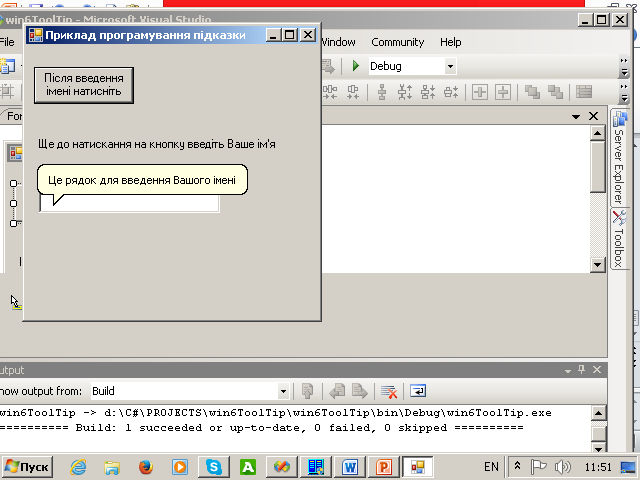 win6ToolTip - Microsoft Visual Studio
Приклад програмування підказки
File
Window Community Help
Debug
Після введення
імені натисніть
Ще до натискання на кнопку введіть Ваше ім'я
Це рядок для введення Вашого імені
Server Explorer
Toolbox
Output
Show output from: Build
win6ToolTip -> d:\C#\PROJECTS\win6ToolTip\win6ToolTip\bin\Debug\win6ToolTip.exe
========== Build: 1 succeeded or up-to-date, 0 failed, 0 skipped ==========
Пуск
EN
11:51